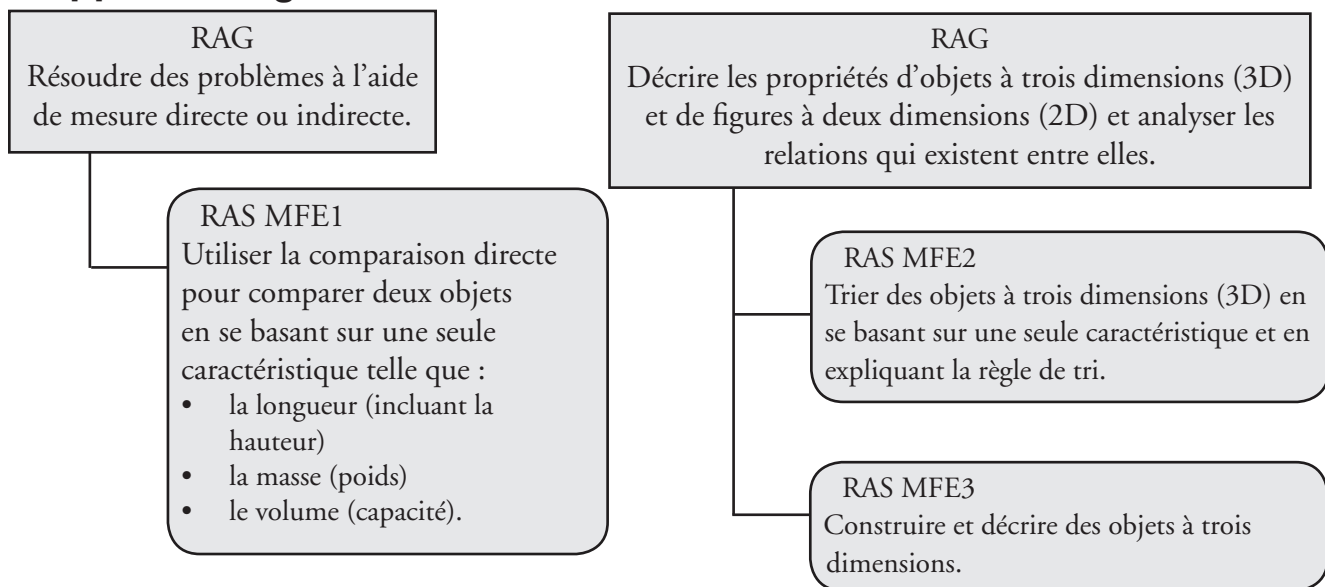 RAG
Résoudre des problèmes à l'aide
de mesure directe ou indirecte.
RAS MFE1
Utiliser la comparaison directe
pour comparer deux objets
en se basant sur une seule
caractéristique telle que :
• la longueur (incluant la
hauteur)
• la masse (poids)
• le volume (capacité).
RAG
Décrire les propriétés d'objets à trois dimensions (3D)
et de figures à deux dimensions (2D) et analyser les
relations qui existent entre elles.
RAS MFE2
Trier des objets à trois dimensions (3D) en
se basant sur une seule caractéristique et en
expliquant la règle de tri.
RAS MFE3
Construire et décrire des objets à trois
dimensions.